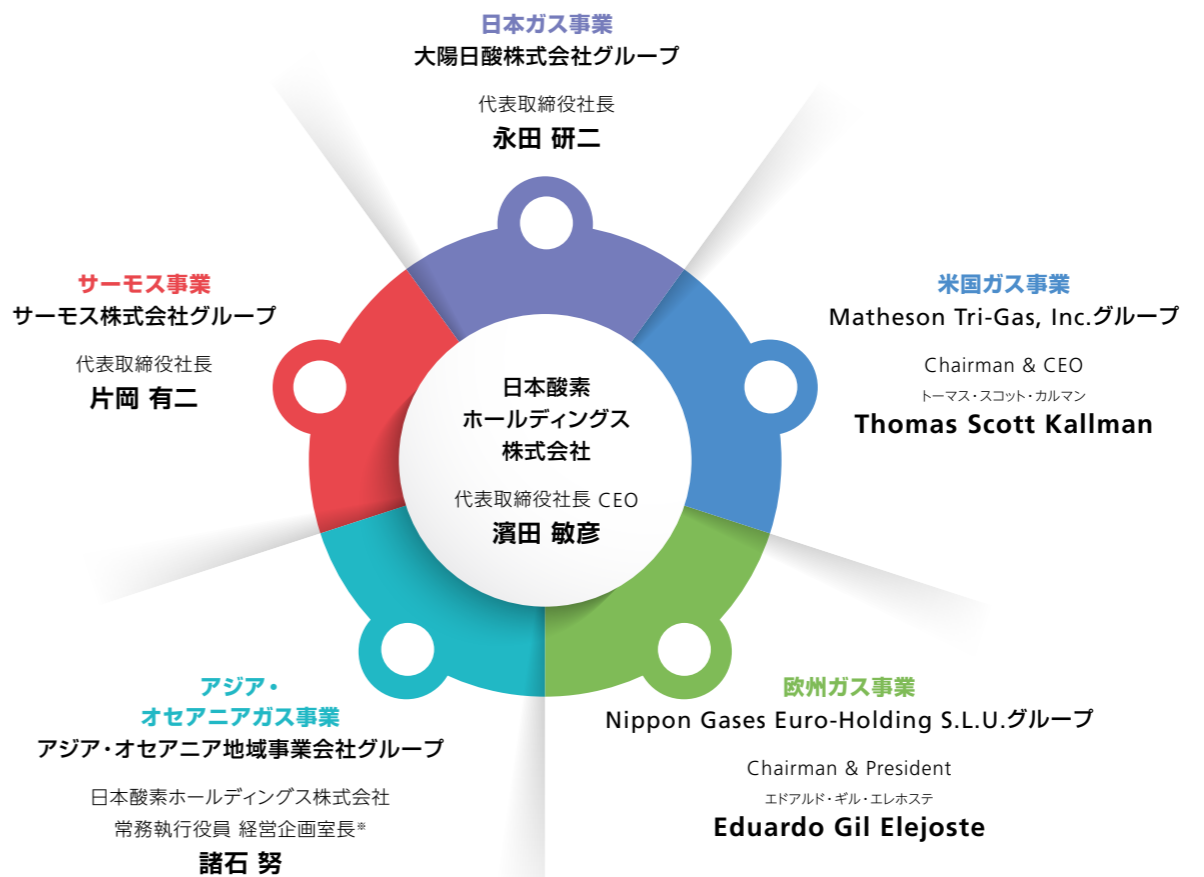 日本ガス事業
大陽日酸株式会社グループ
代表取締役社長
永田 研二
サーモス事業
サーモス株式会社グループ
代表取締役社長
片岡 有二
米国ガス事業
Matheson Tri-Gas, Inc.グループ
Chairman & CEO
トーマス・スコット・カルマン
Thomas Scott Kallman
日本酸素
ホールディングス
株式会社
代表取締役社長 CEO
濱田 敏彦
アジア・
オセアニアガス事業
アジア・オセアニア地域事業会社グループ
日本酸素ホールディングス株式会社
常務執行役員 経営企画室長※
諸石 努
欧州ガス事業
Nippon Gases Euro-Holding S.L.U.グループ
Chairman & President
エドアルド・ギル・エレホステ
Eduardo Gil Elejoste